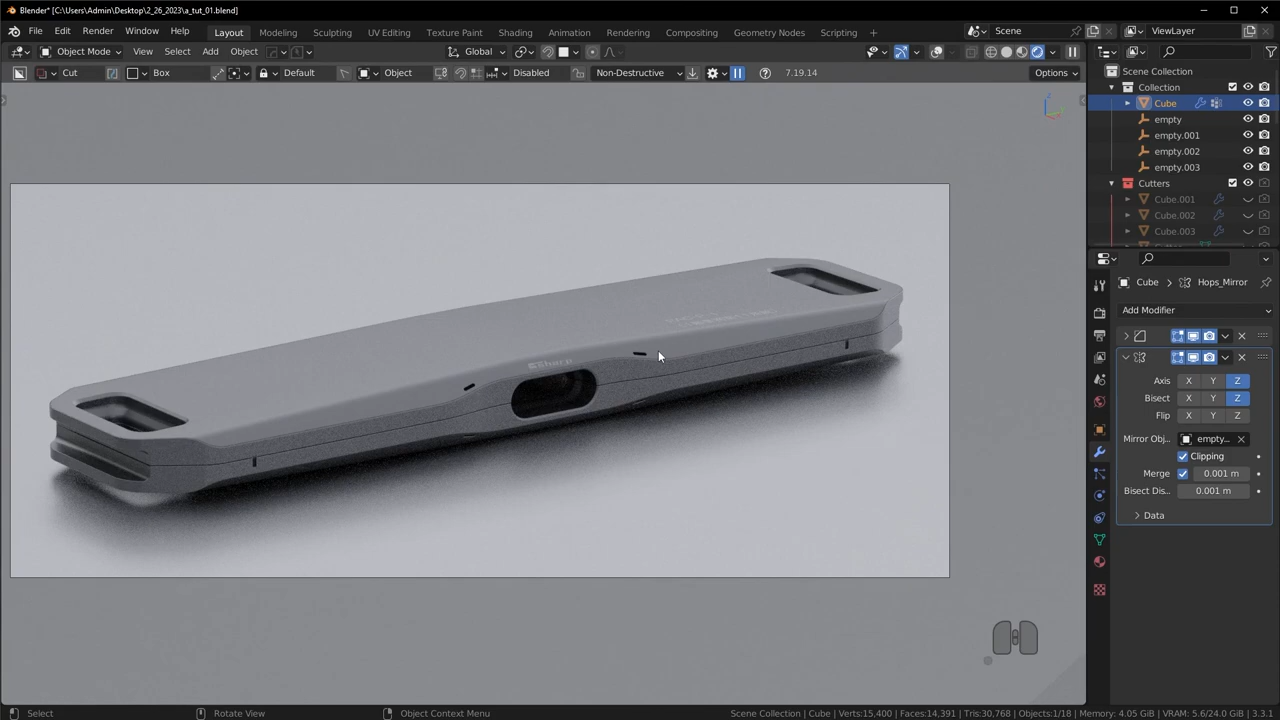 Blender* [C:\Users\Admin\Desktop\2_26_2023\a_tut_01.blend]
File Edit Render Window Help Layout Modeling Sculpting UV Editing Texture Paint Shading Animation Rendering Compositing Geometry Nodes Scripting Scene ViewLayer
Object Mode View Select Add Object Global
Cut Box Default Object Disabled Non-Destructive 7.19.14 Options
Scene Collection
Collection
Cube
empty
empty.001
empty.002
empty.003
Cutters
Cube.001
Cube.002
Cube.003
Cube > Hops_Mirror
Add Modifier
Axis X Y Z
Bisect X Y Z
Flip X Y Z
Mirror Obj.. empty...
Clipping
Merge 0.001 m
Bisect Dis.. 0.001 m
Data
Z
Sharp
Select Rotate View Object Context Menu Scene Collection | Cube | Verts:15,400 | Faces:14,391 | Tris:30,768 | Objects:1/18 | Memory: 4.05 GiB | VRAM: 5.6/24.0 GiB | 3.3.1